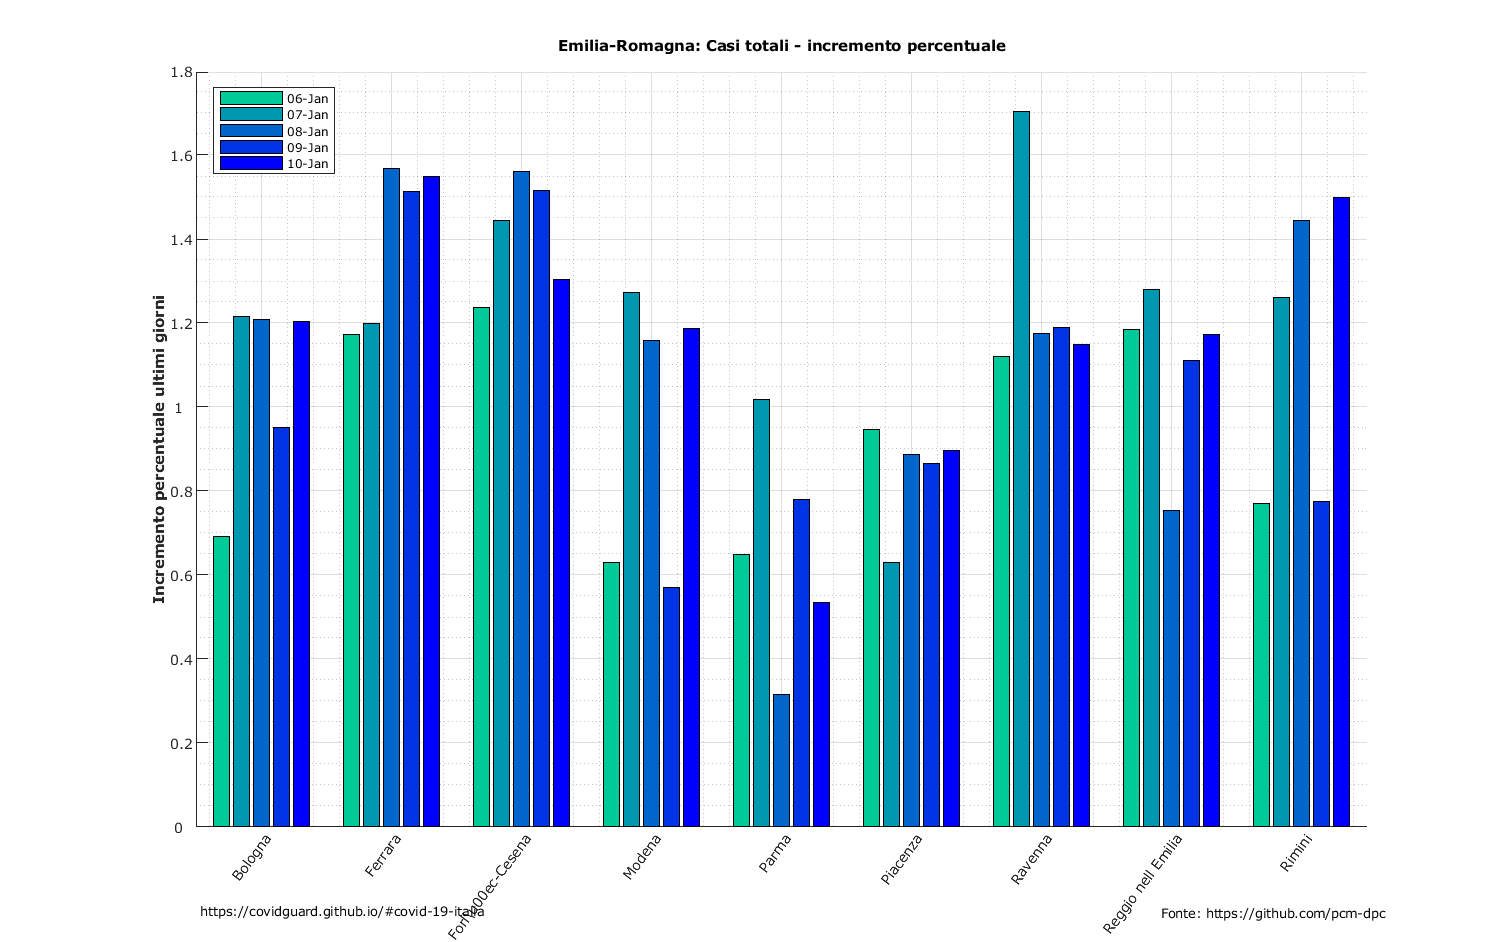 Emilia-Romagna: Casi totali - incremento percentuale
1.8
1.6
1.4
1.2
1
0.8
0.6
0.4
0.2
0
Incremento percentuale ultimi giorni
06-Jan
07-Jan
08-Jan
09-Jan
10-Jan
Bologna
Ferrara
Forl\u00ec-Cesena
Modena
Parma
Piacenza
Ravenna
Reggio nell Emilia
Rimini
https://covidguard.github.io/#covid-19-italia
Fonte: https://github.com/pcm-dpc